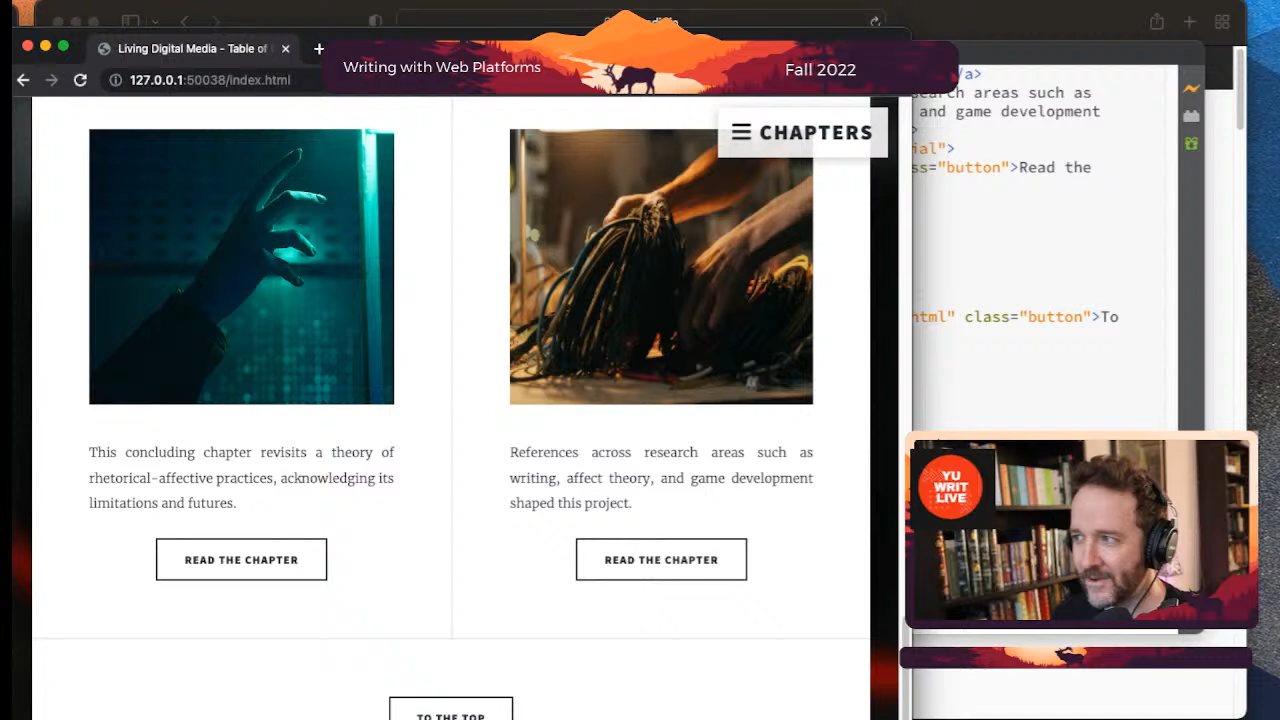 Living Digital Media - Table of
127.0.0.1:50038/index.html
Writing with Web Platforms
Fall 2022
CHAPTERS
/a>
search areas such as
and game development
>
ial">
ss="button">Read the
html" class="button">To
This concluding chapter revisits a theory of
rhetorical-affective practices, acknowledging its
limitations and futures.
READ THE CHAPTER
References across research areas such as
writing, affect theory, and game development
shaped this project.
READ THE CHAPTER
TO THE TOP
YU
WRIT
LIVE